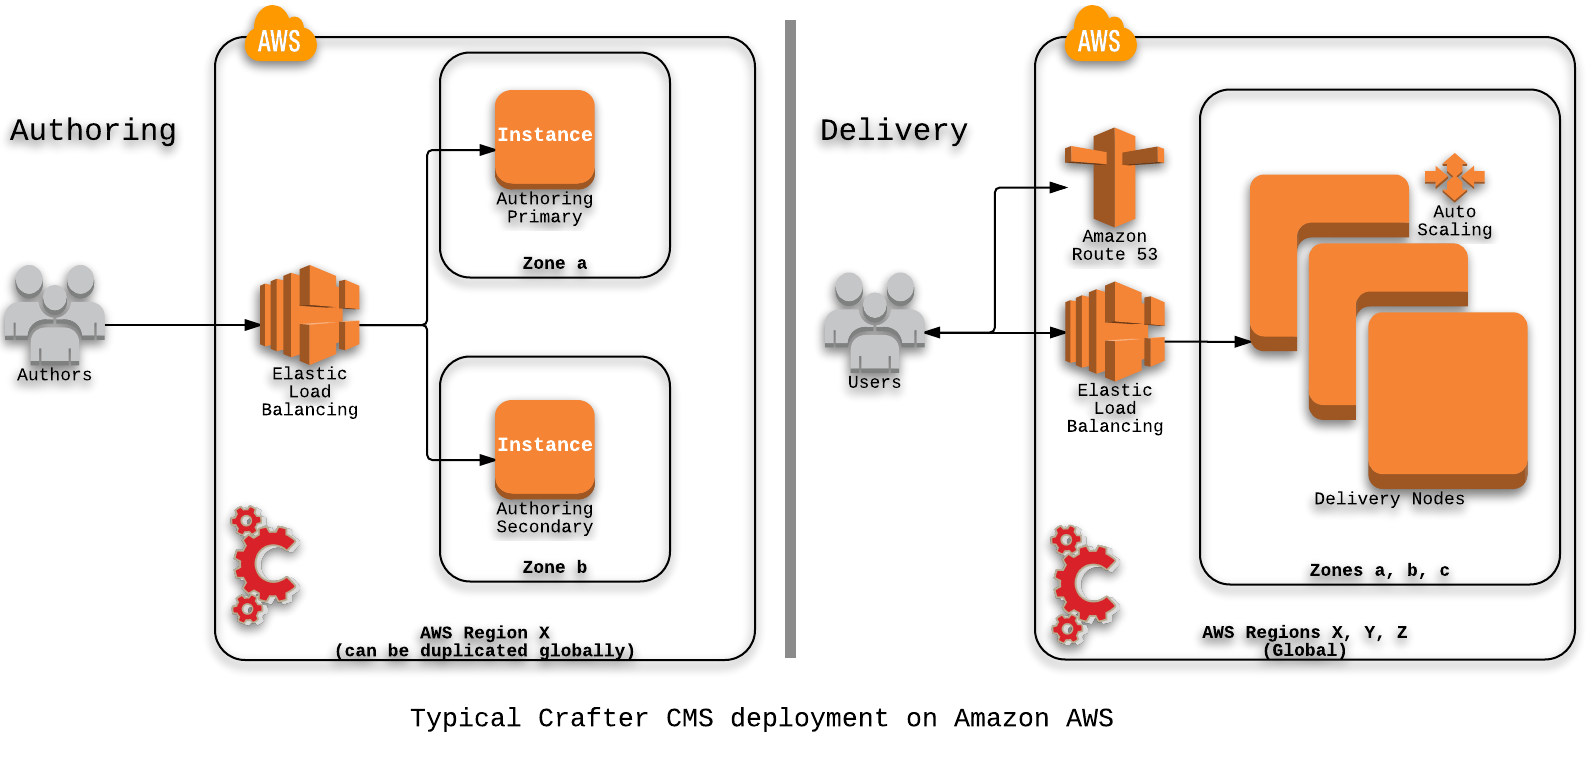 AWS
Authoring
Instance
Authoring
Primary
Zone a
Authors
Elastic
Load
Balancing
Instance
Authoring
Secondary
Zone b
AWS Region X
(can be duplicated globally)
AWS
Delivery
Amazon
Route 53
Auto
Scaling
Users
Elastic
Load
Balancing
Delivery Nodes
Zones a, b, c
AWS Regions X, Y, Z
(Global)
Typical Crafter CMS deployment on Amazon AWS